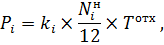 P_i = k_i × N_i^н / 12 × T^отх ,